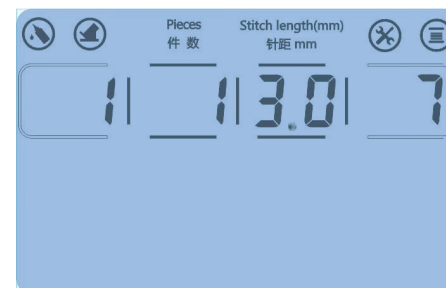 Pieces Stitch length(mm)
件 数 针距 mm
1 1 3.0 7